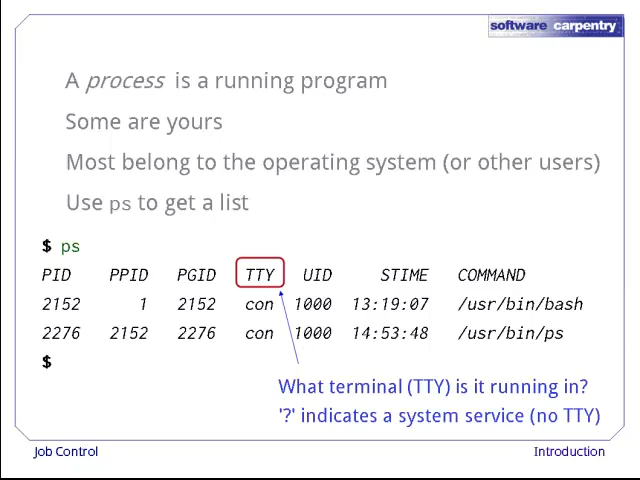 software carpentry
A process is a running program
Some are yours
Most belong to the operating system (or other users)
Use ps to get a list
$ ps
PID PPID PGID TTY UID STIME COMMAND
2152 1 2152 con 1000 13:19:07 /usr/bin/bash
2276 2152 2276 con 1000 14:53:48 /usr/bin/ps
$
What terminal (TTY) is it running in?
'?' indicates a system service (no TTY)
Job Control
Introduction